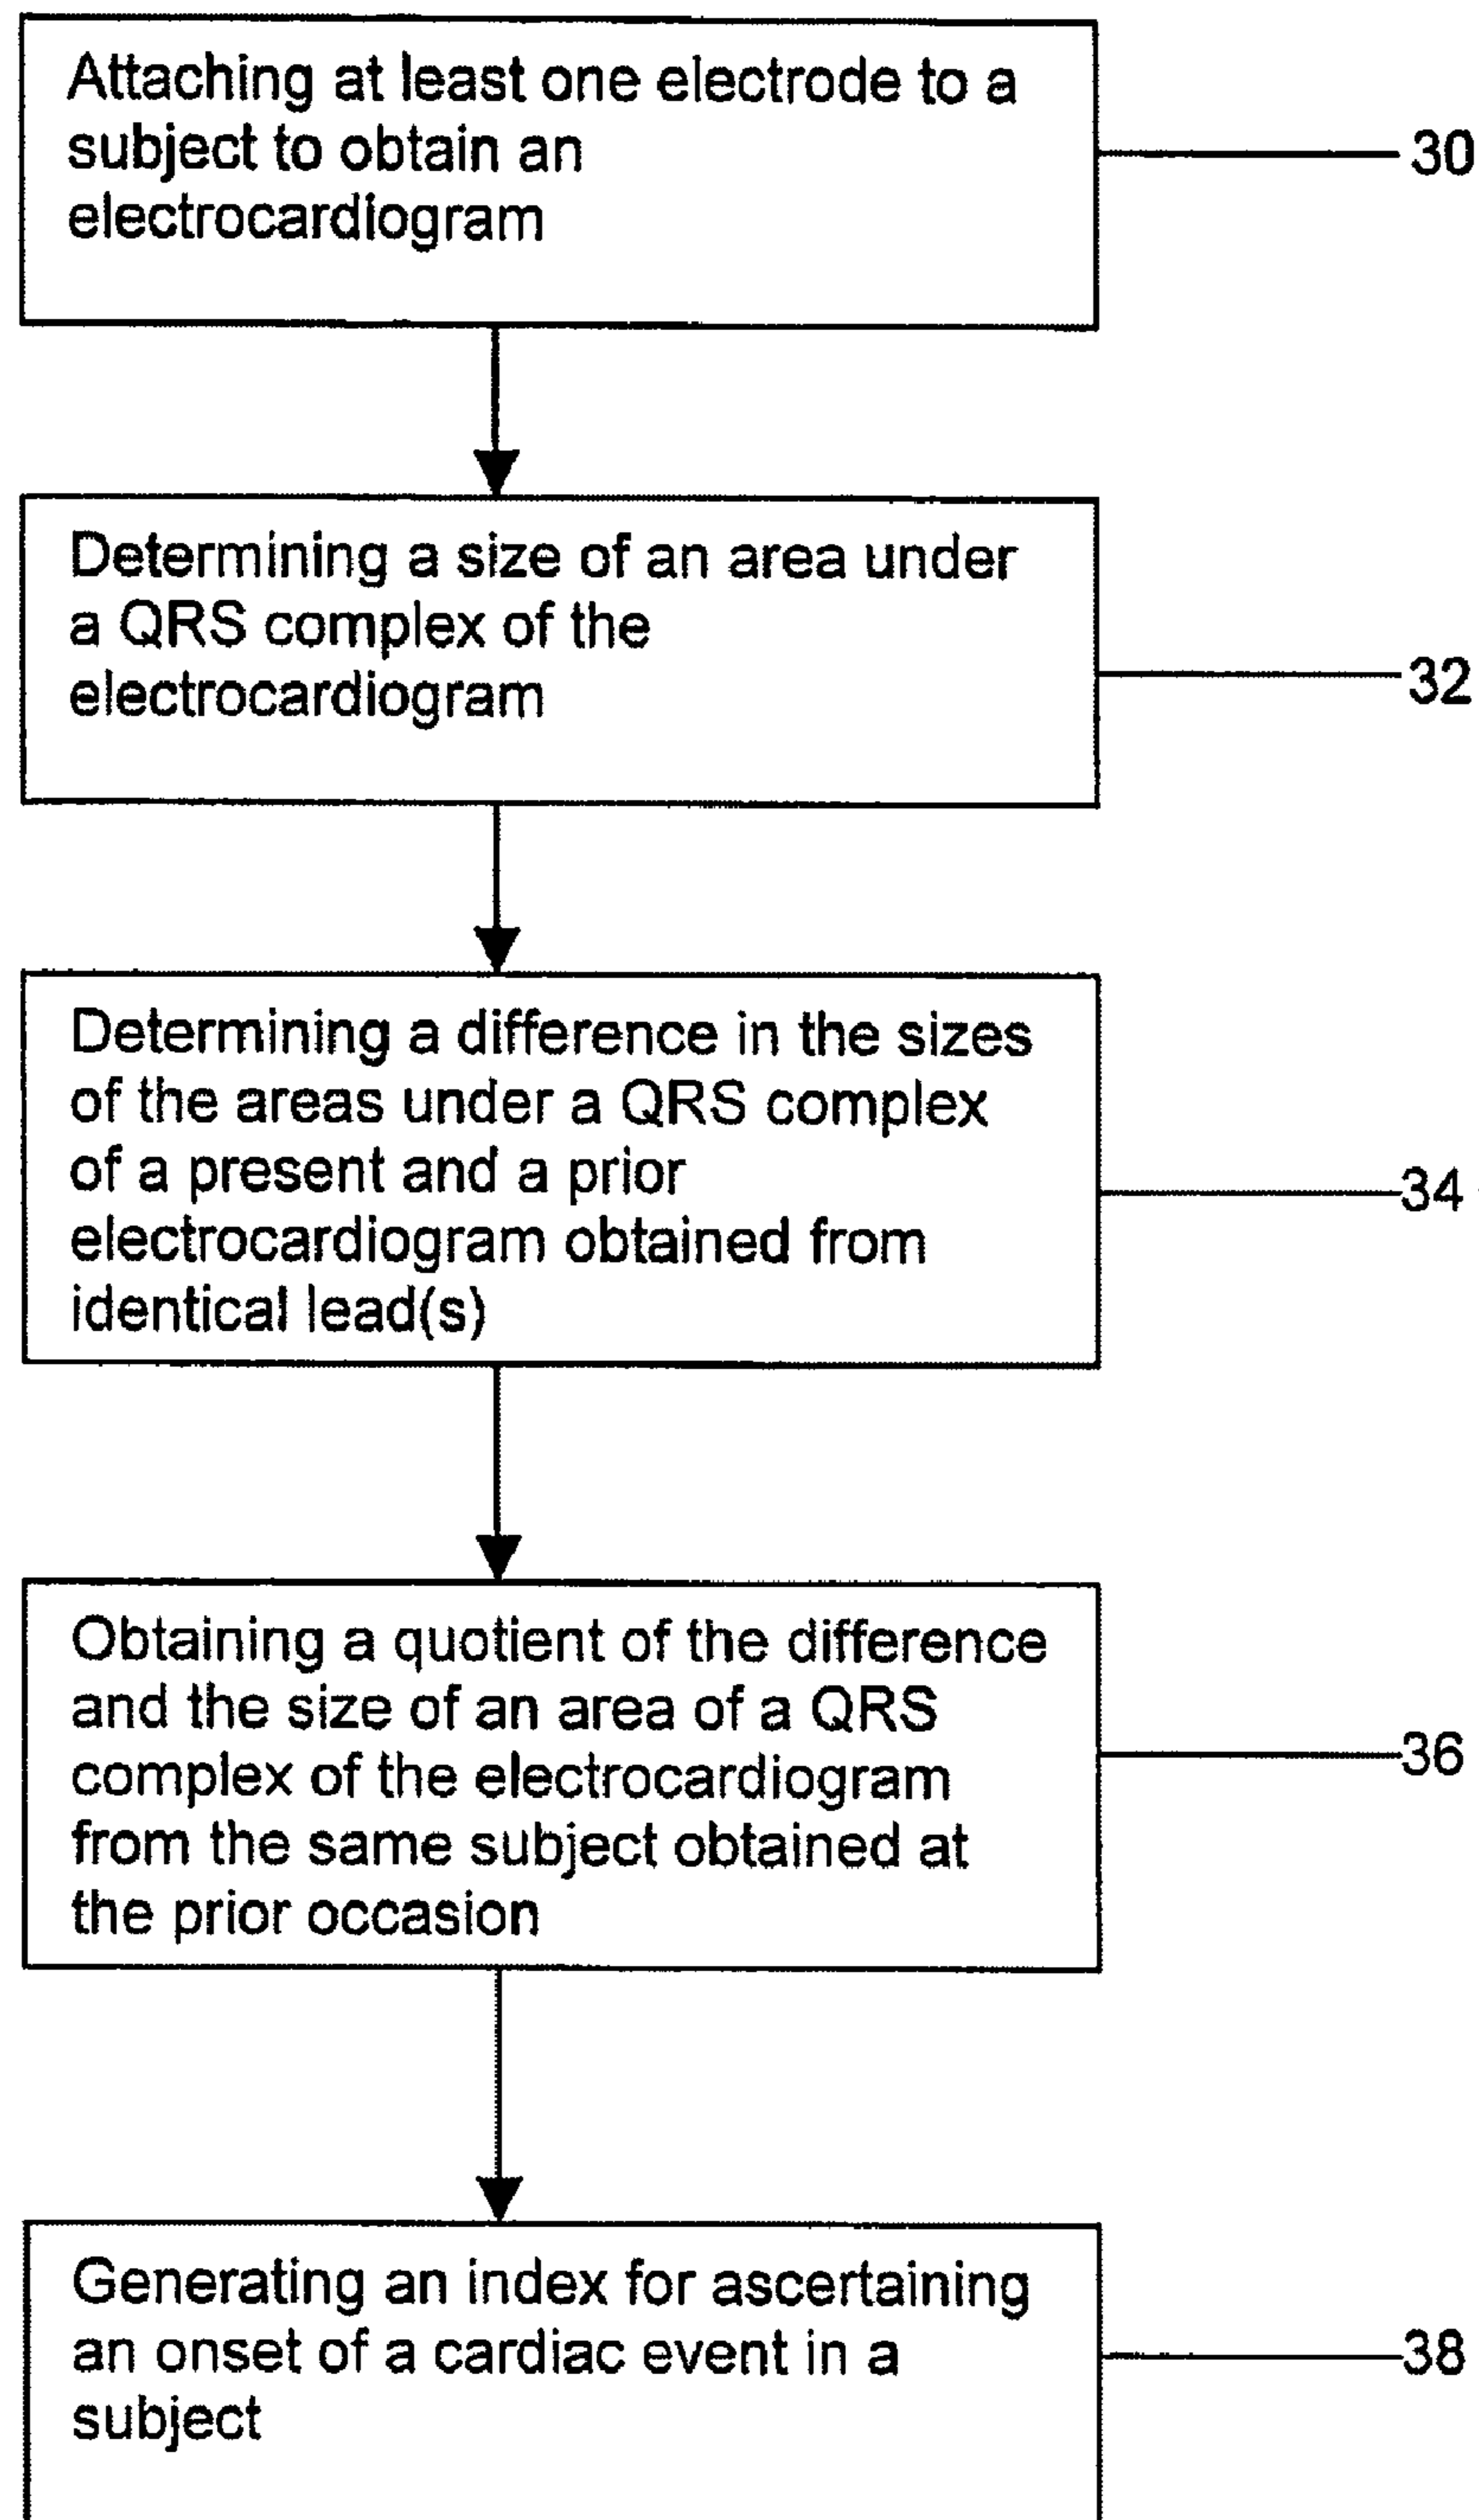 Attaching at least one electrode to a
subject to obtain an
electrocardiogram
30
Determining a size of an area under
a QRS complex of the
electrocardiogram
32
Determining a difference in the sizes
of the areas under a QRS complex
of a present and a prior
electrocardiogram obtained from
identical lead(s)
34
Obtaining a quotient of the difference
and the size of an area of a QRS
complex of the electrocardiogram
from the same subject obtained at
the prior occasion
36
Generating an index for ascertaining
an onset of a cardiac event in a
subject
38